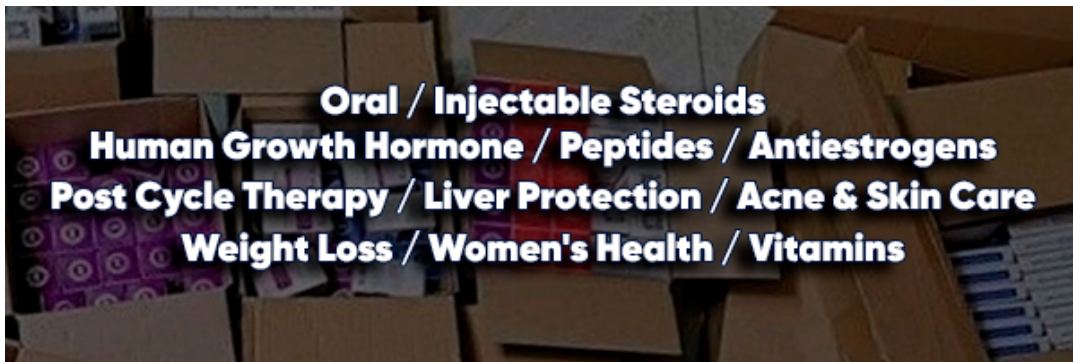 Oral / Injectable Steroids
Human Growth Hormone / Peptides / Antiestrogens
Post Cycle Therapy / Liver Protection / Acne & Skin Care
Weight Loss / Women's Health / Vitamins